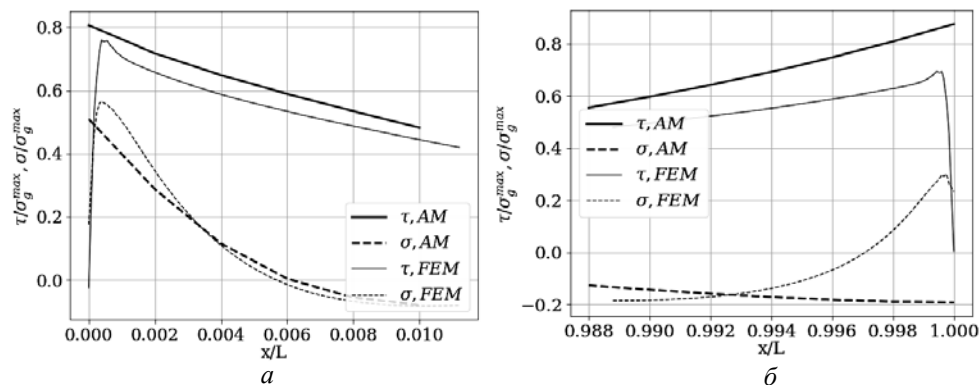 τ/σ_g^max, σ/σ_g^max
0.8
0.6
0.4
0.2
0.0
τ, AM
σ, AM
τ, FEM
σ, FEM
0.000 0.002 0.004 0.006 0.008 0.010
x/L
а
τ/σ_g^max, σ/σ_g^max
0.8
0.6
0.4
0.2
0.0
−0.2
τ, AM
σ, AM
τ, FEM
σ, FEM
0.988 0.990 0.992 0.994 0.996 0.998 1.000
x/L
б